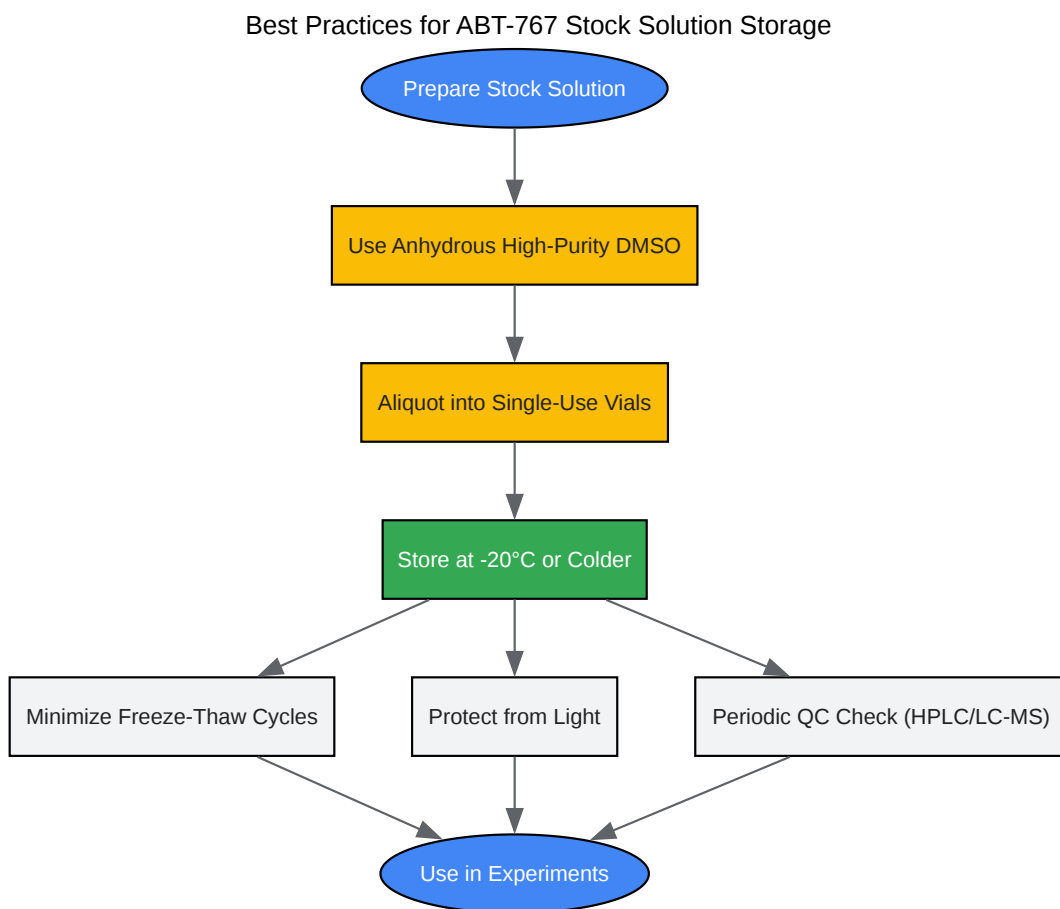 Best Practices for ABT-767 Stock Solution Storage
Prepare Stock Solution
Use Anhydrous High-Purity DMSO
Aliquot into Single-Use Vials
Store at -20°C or Colder
Minimize Freeze-Thaw Cycles
Protect from Light
Periodic QC Check (HPLC/LC-MS)
Use in Experiments